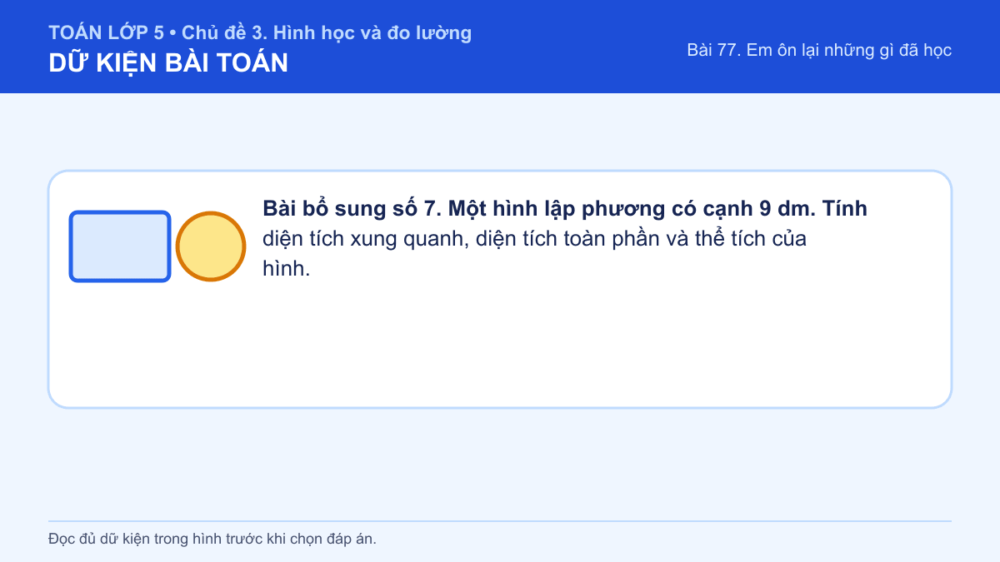 TOÁN LỚP 5 • Chủ đề 3. Hình học và đo lường
DỮ KIỆN BÀI TOÁN
Bài 77. Em ôn lại những gì đã học
Bài bổ sung số 7. Một hình lập phương có cạnh 9 dm. Tính
diện tích xung quanh, diện tích toàn phần và thể tích của
hình.
Đọc đủ dữ kiện trong hình trước khi chọn đáp án.